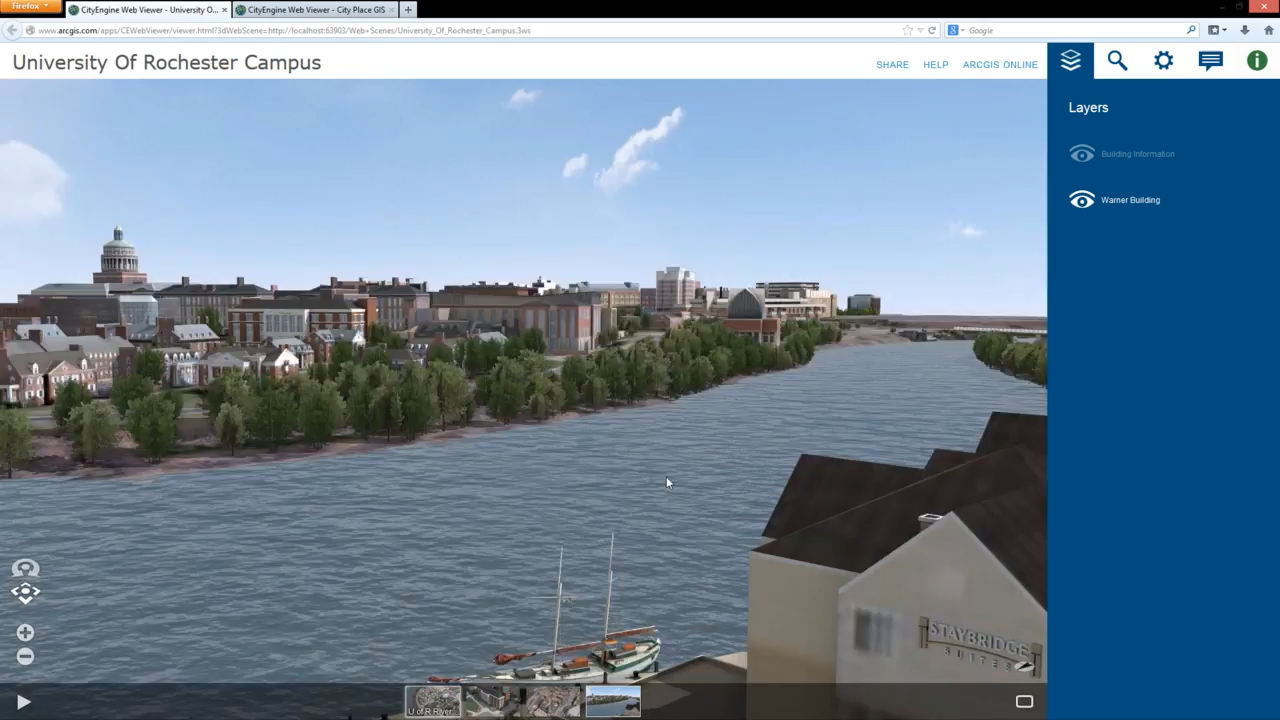 Firefox
CityEngine Web Viewer - University O...
CityEngine Web Viewer - City Place GIS
www.arcgis.com/apps/CEWebViewer/viewer.html?3dWebScene=http://localhost:63903/Web+Scenes/University_Of_Rochester_Campus.3ws
Google
University Of Rochester Campus
SHARE HELP ARCGIS ONLINE
Layers
Building Information
Warner Building
STAYBRIDGE
SUITES
U of R River